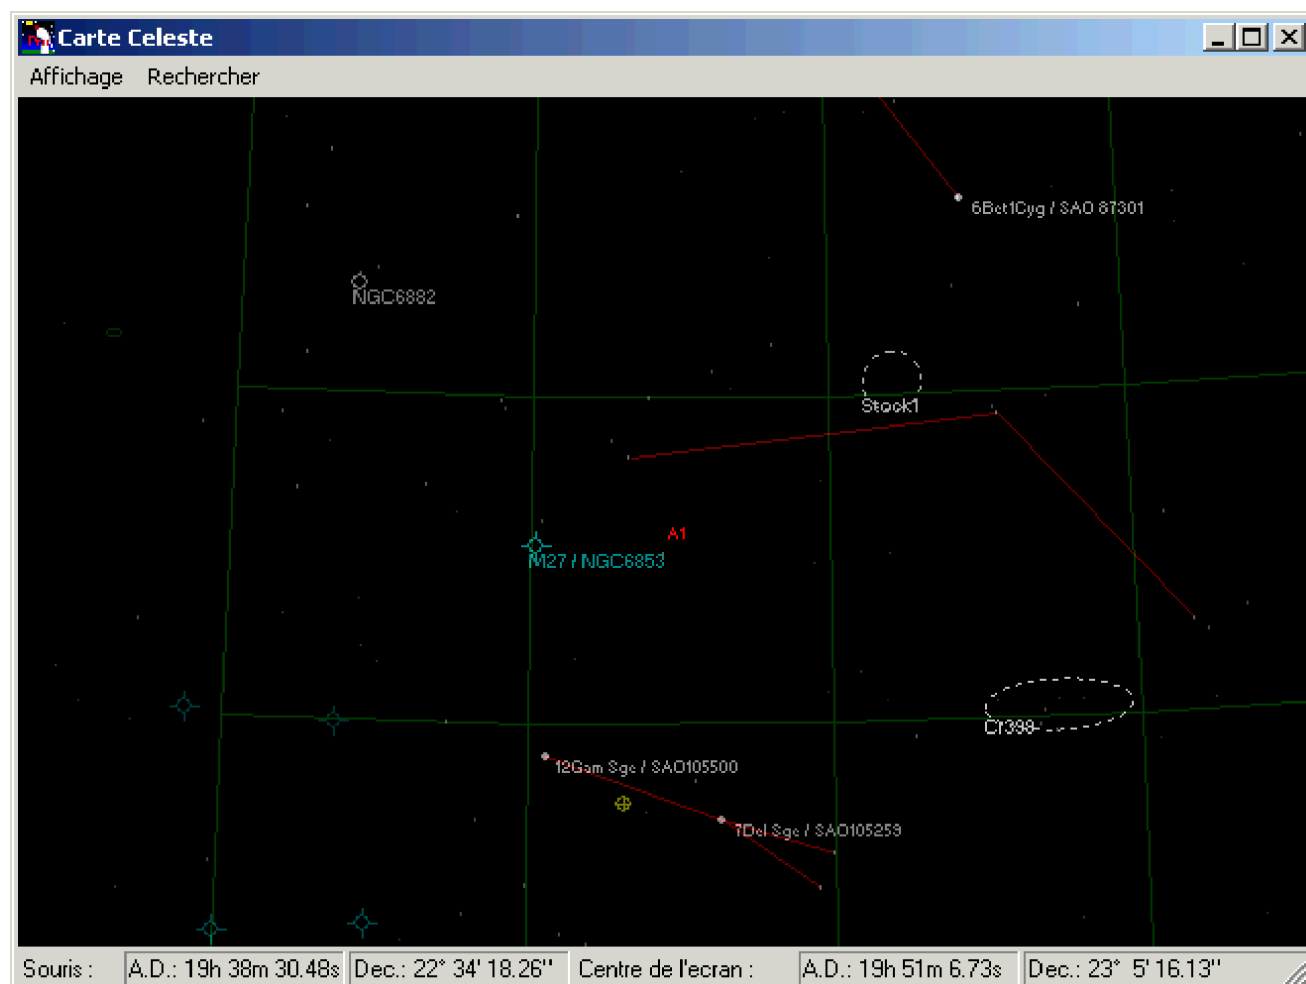 Carte Celeste
Affichage Rechercher
6Bet1Cyg / SAO 87301
NGC6882
Stock1
A1
M27 / NGC6853
Cr399
12Gam Sge / SAO105500
7Del Sge / SAO105259
Souris : A.D.: 19h 38m 30.48s Dec.: 22° 34' 18.26'' Centre de l'ecran : A.D.: 19h 51m 6.73s Dec.: 23° 5' 16.13''